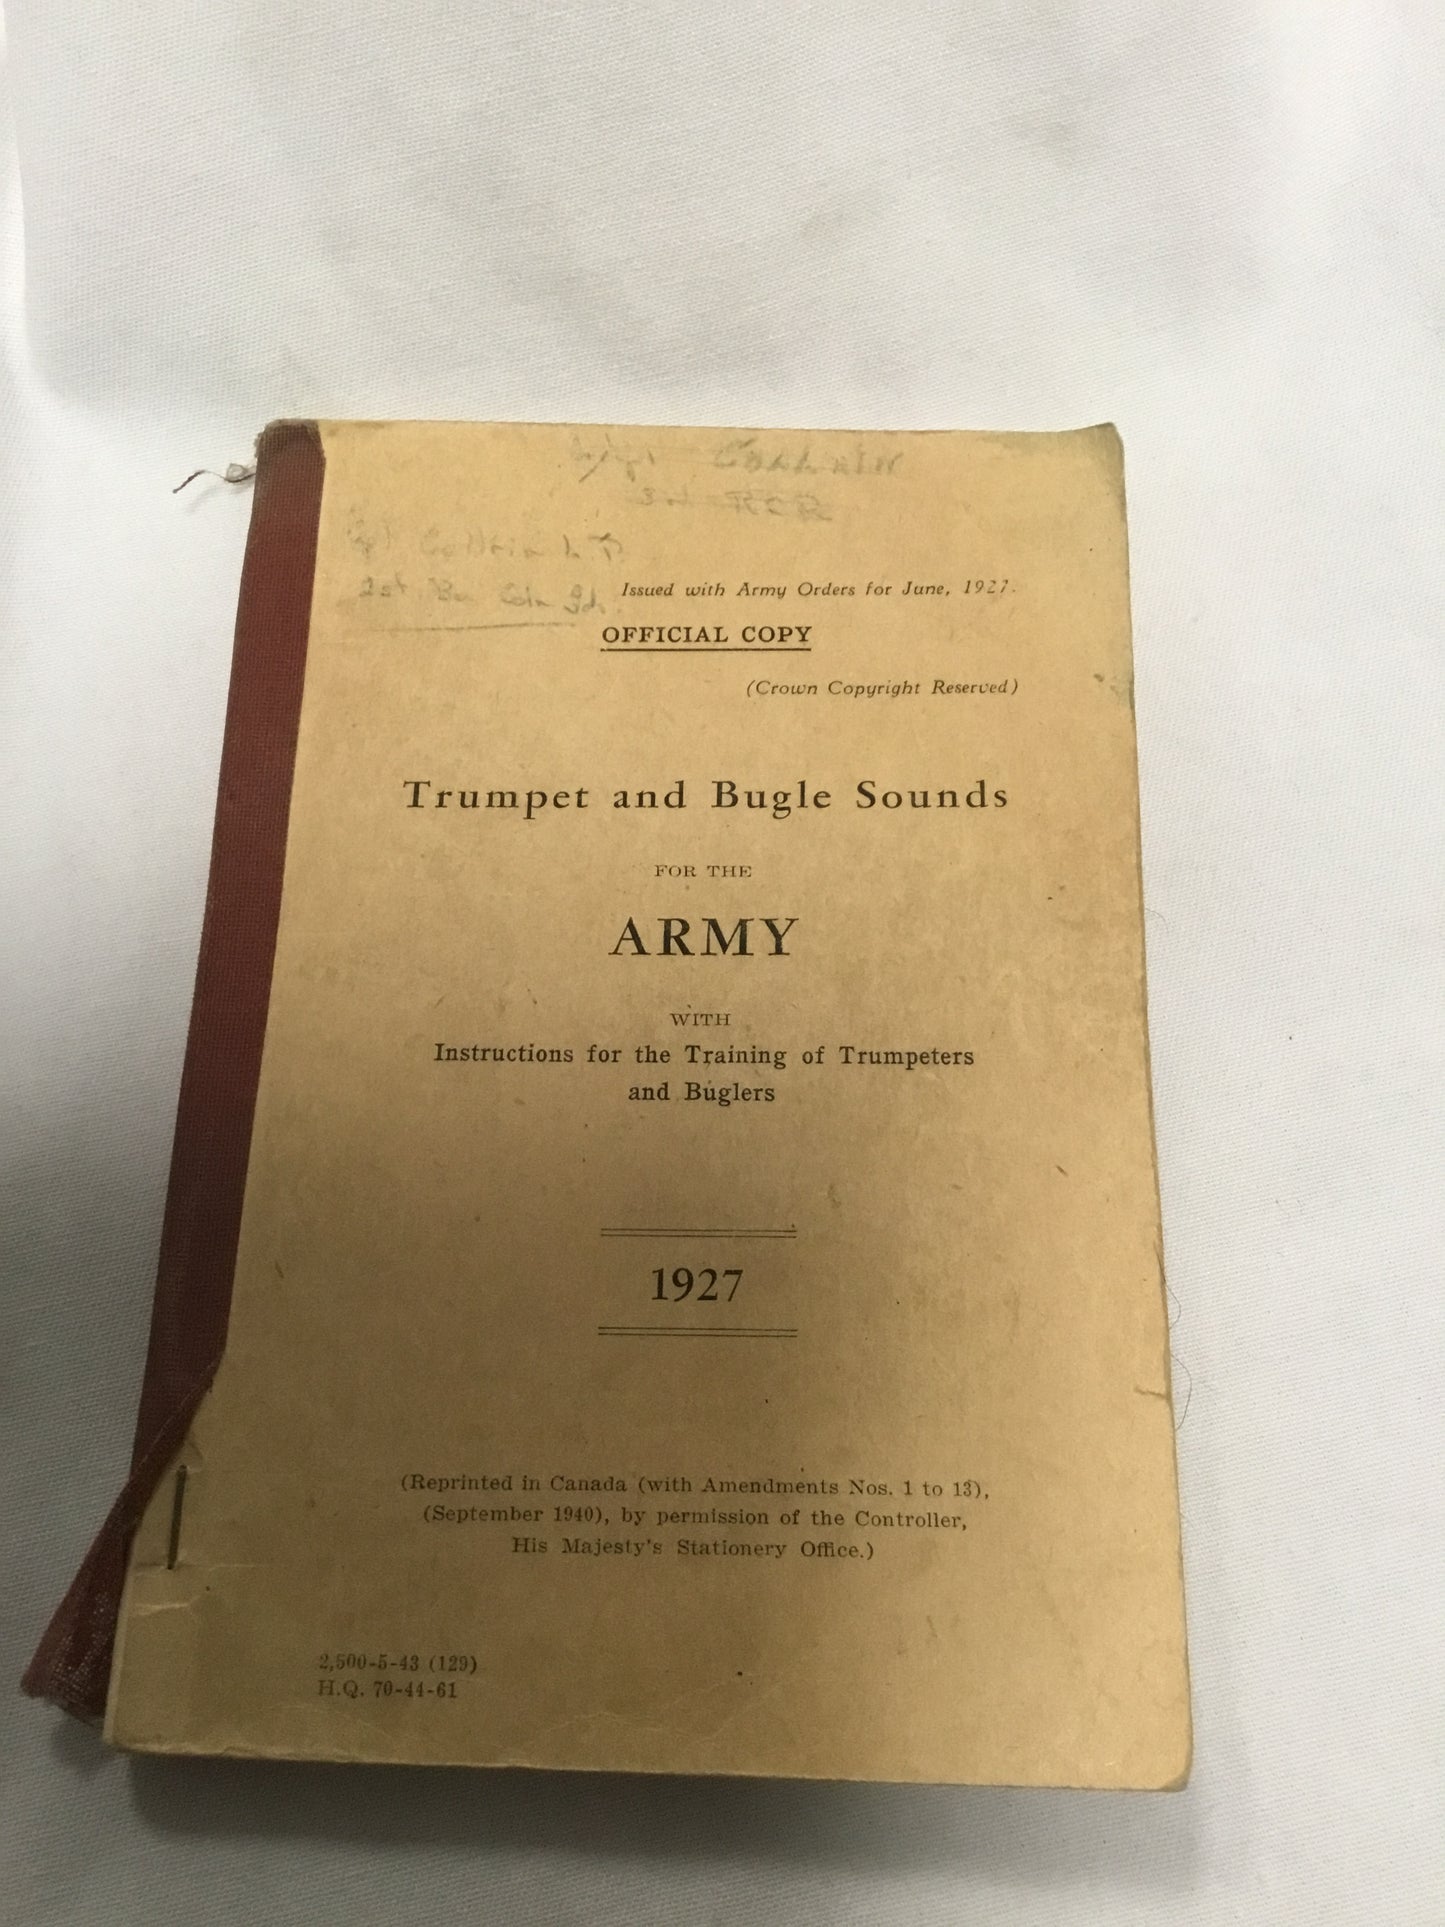 Issued with Army Orders for June, 1927.
OFFICIAL COPY
(Crown Copyright Reserved)
Trumpet and Bugle Sounds
FOR THE
ARMY
WITH
Instructions for the Training of Trumpeters
and Buglers
1927
(Reprinted in Canada (with Amendments Nos. 1 to 13),
(September 1940), by permission of the Controller,
His Majesty's Stationery Office.)
2,500-5-43 (129)
H.Q. 70-44-61